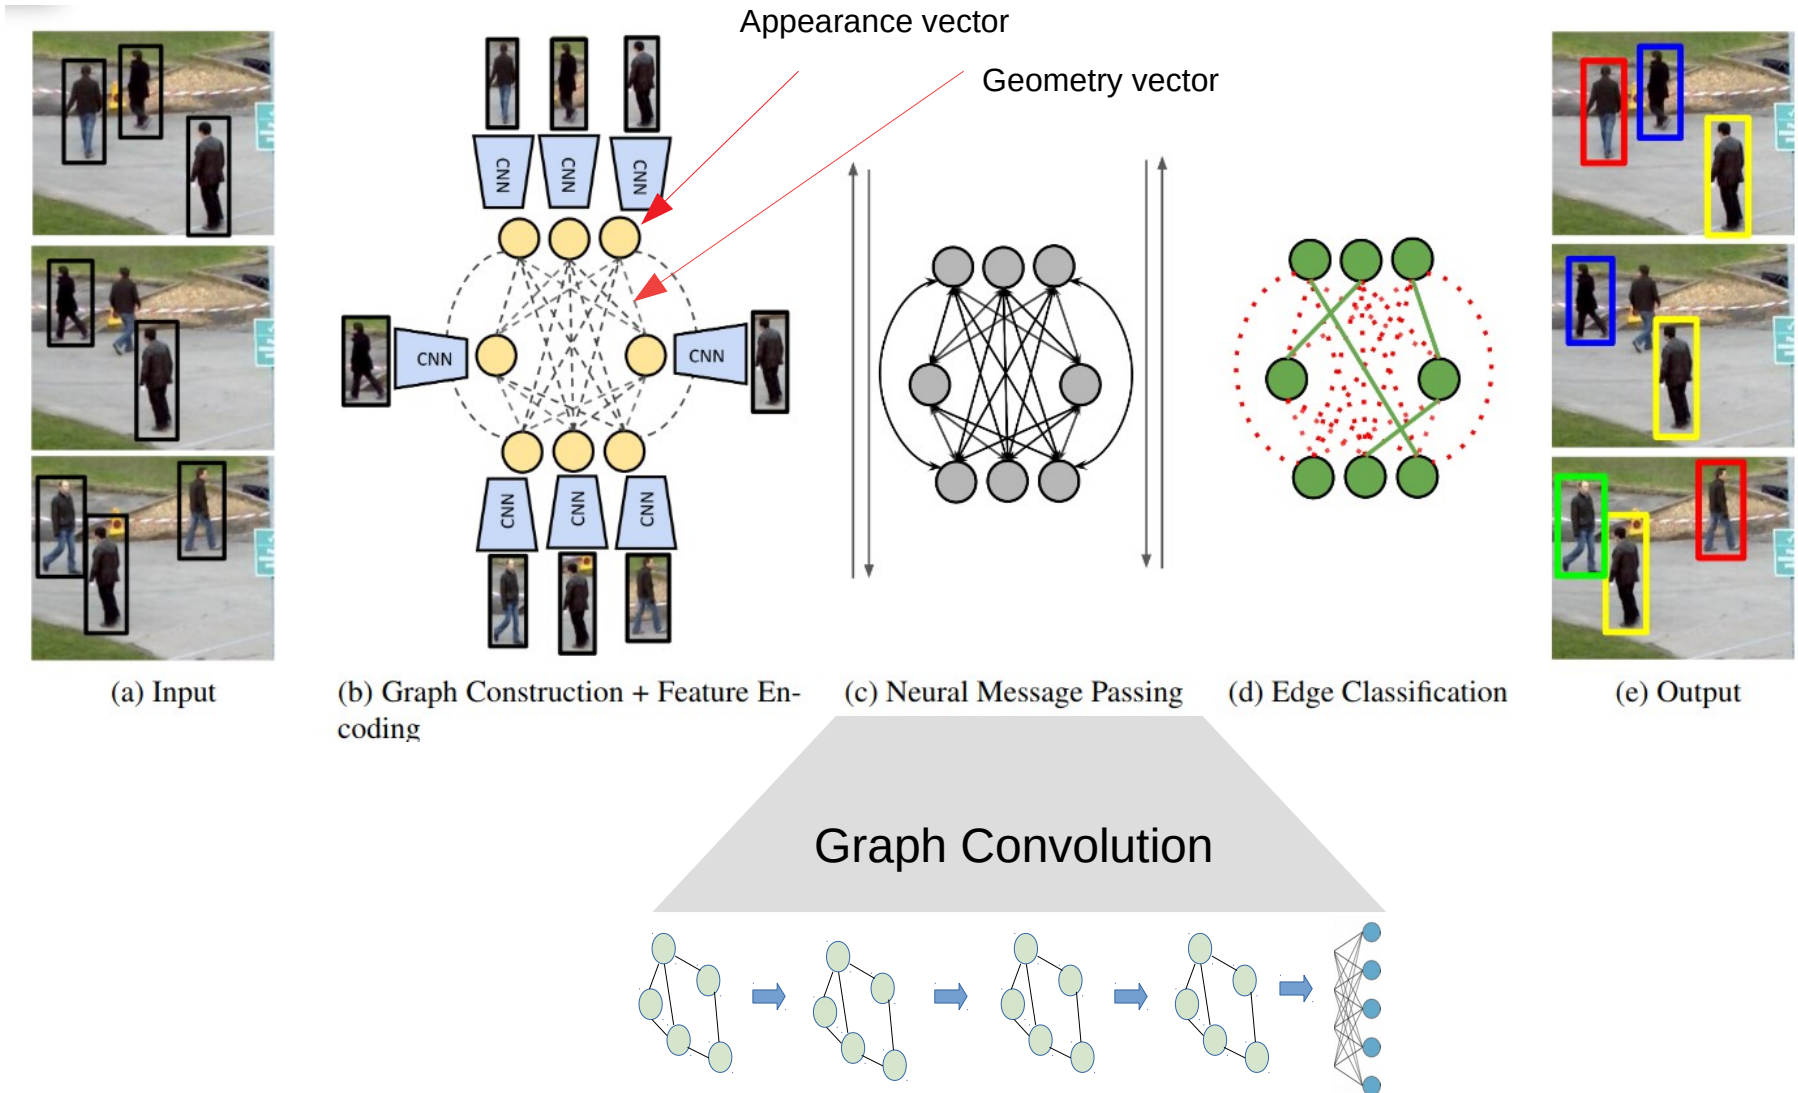 Appearance vector
Geometry vector
CNN
CNN
CNN
CNN
CNN
CNN
CNN
CNN
(a) Input
(b) Graph Construction + Feature En-
coding
(c) Neural Message Passing
(d) Edge Classification
(e) Output
Graph Convolution